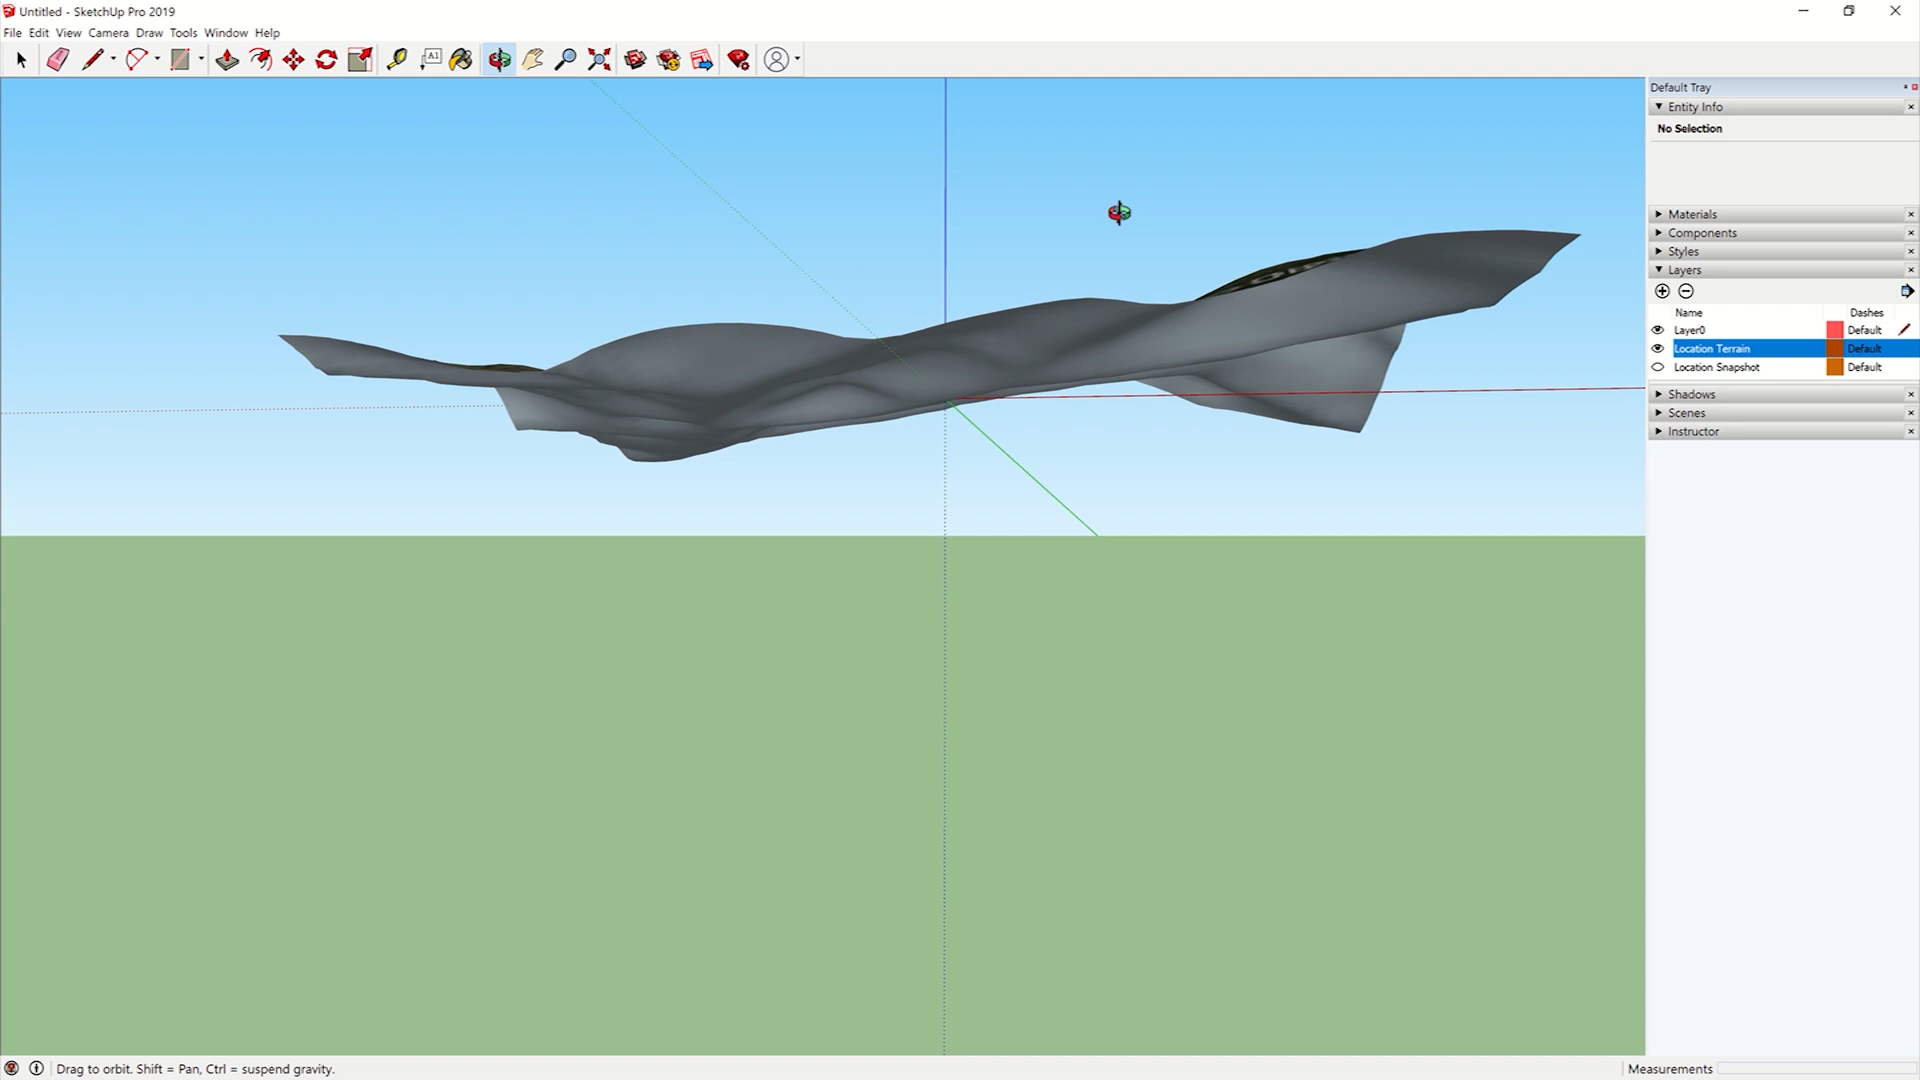 Untitled - SketchUp Pro 2019
File Edit View Camera Draw Tools Window Help
A1
Default Tray
Entity Info
No Selection
Materials
Components
Styles
Layers
Name Dashes
Layer0 Default
Location Terrain Default
Location Snapshot Default
Shadows
Scenes
Instructor
Drag to orbit. Shift = Pan, Ctrl = suspend gravity.
Measurements